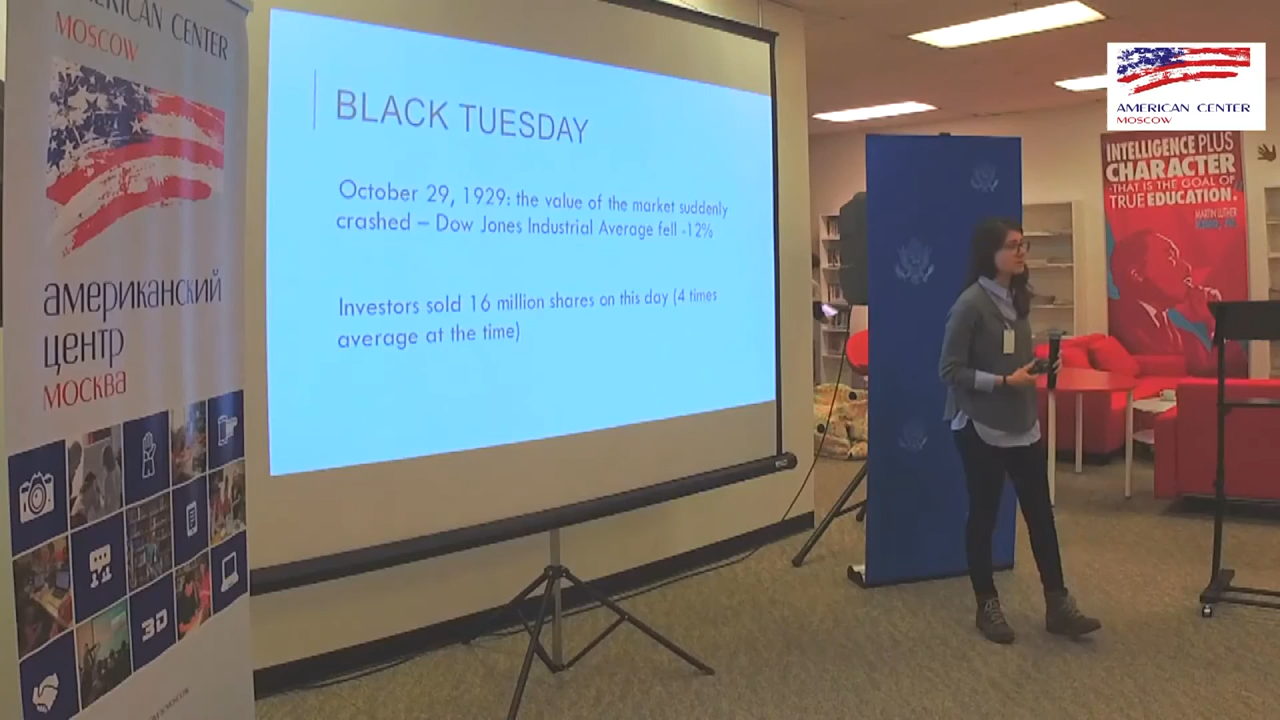 AMERICAN CENTER
MOSCOW
американский
центр
москва
3D
BLACK TUESDAY
October 29, 1929: the value of the market suddenly
crashed – Dow Jones Industrial Average fell -12%
Investors sold 16 million shares on this day (4 times
average at the time)
AMERICAN CENTER
MOSCOW
INTELLIGENCE PLUS
CHARACTER
-THAT IS THE GOAL OF
TRUE EDUCATION.
MARTIN LUTHER